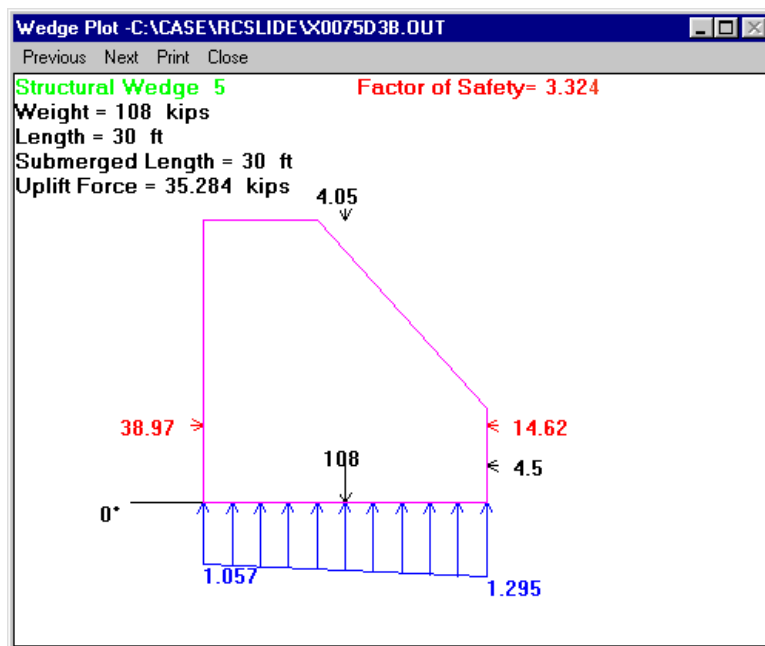 Wedge Plot -C:\CASE\RCSLIDE\X0075D3B.OUT
Previous Next Print Close
Structural Wedge 5 Factor of Safety= 3.324
Weight = 108 kips
Length = 30 ft
Submerged Length = 30 ft
Uplift Force = 35.284 kips
4.05
38.97 14.62
108 4.5
0°
1.057
1.295